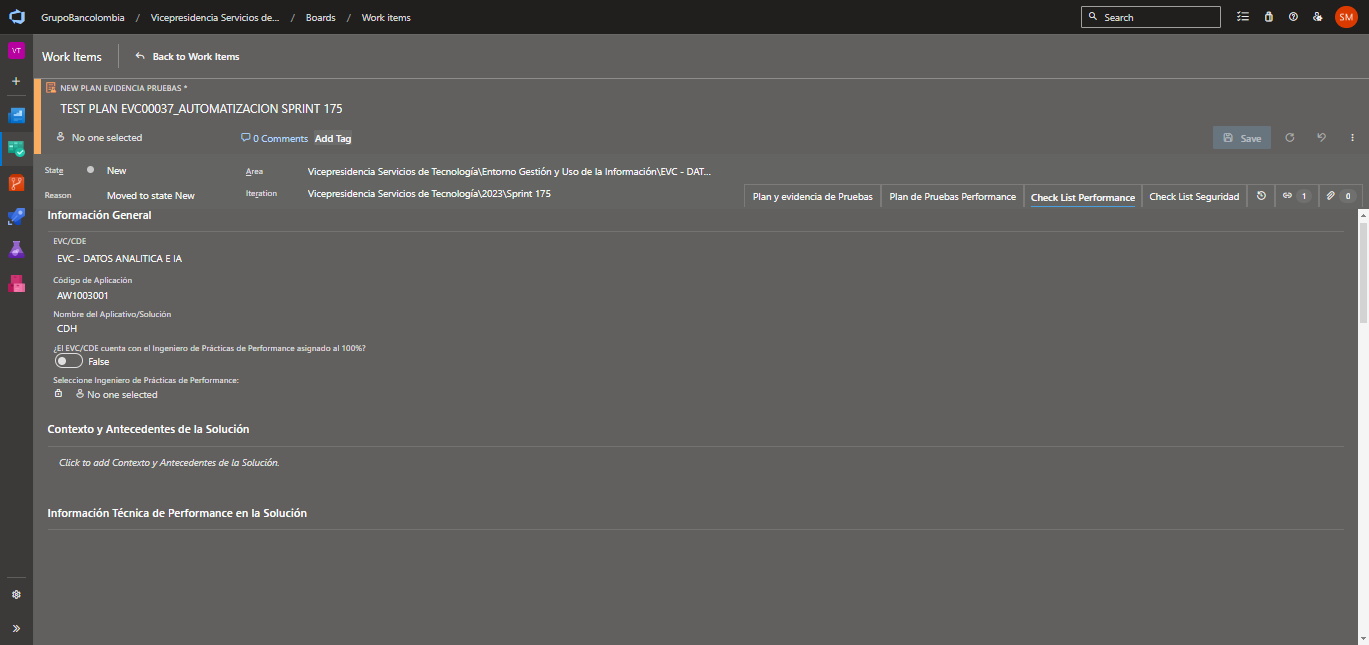 GrupoBancolombia / Vicepresidencia Servicios de... / Boards / Work items
Search
SM
VT
Work Items
Back to Work Items
NEW PLAN EVIDENCIA PRUEBAS *
TEST PLAN EVC00037_AUTOMATIZACION SPRINT 175
No one selected
0 Comments
Add Tag
Save
State
New
Area
Vicepresidencia Servicios de Tecnología\Entorno Gestión y Uso de la Información\EVC - DAT...
Reason
Moved to state New
Iteration
Vicepresidencia Servicios de Tecnología\2023\Sprint 175
Plan y evidencia de Pruebas
Plan de Pruebas Performance
Check List Performance
Check List Seguridad
1
0
Información General
EVC/CDE
EVC - DATOS ANALITICA E IA
Código de Aplicación
AW1003001
Nombre del Aplicativo/Solución
CDH
¿El EVC/CDE cuenta con el Ingeniero de Prácticas de Performance asignado al 100%?
False
Seleccione Ingeniero de Prácticas de Performance:
No one selected
Contexto y Antecedentes de la Solución
Click to add Contexto y Antecedentes de la Solución.
Información Técnica de Performance en la Solución